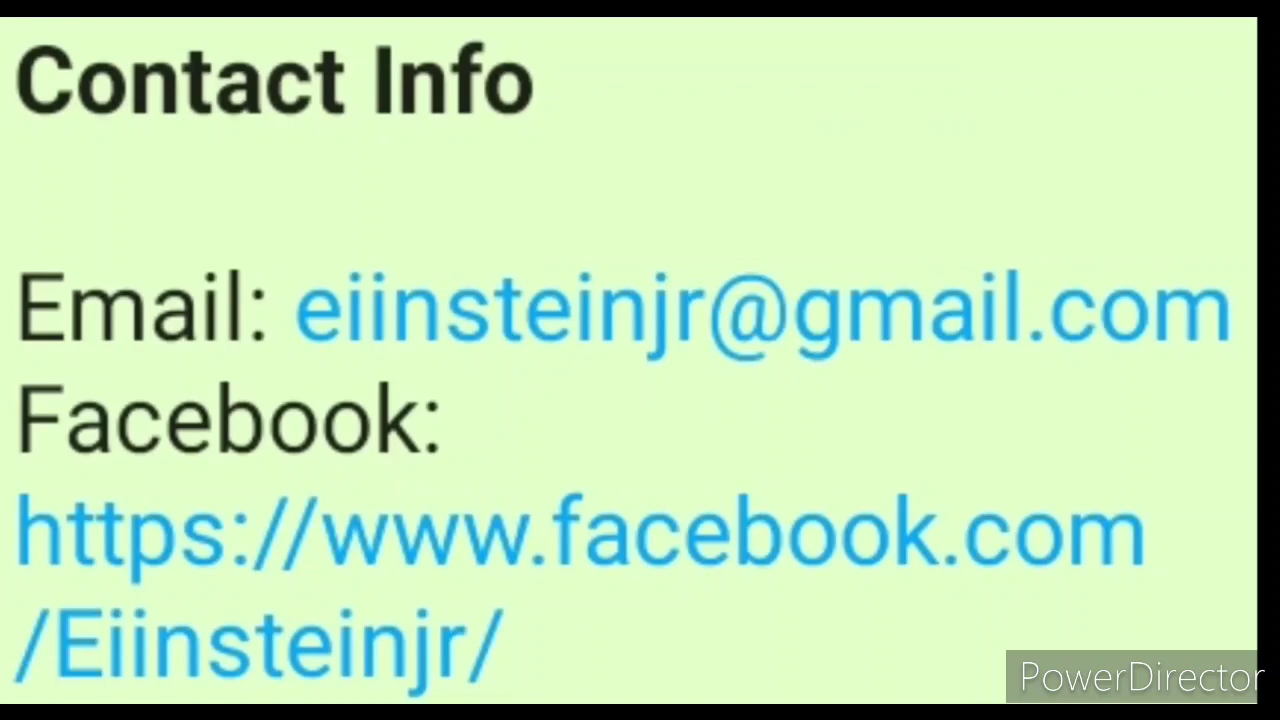 Contact Info
Email: eiinsteinjr@gmail.com
Facebook:
https://www.facebook.com
/Eiinsteinjr/
PowerDirector